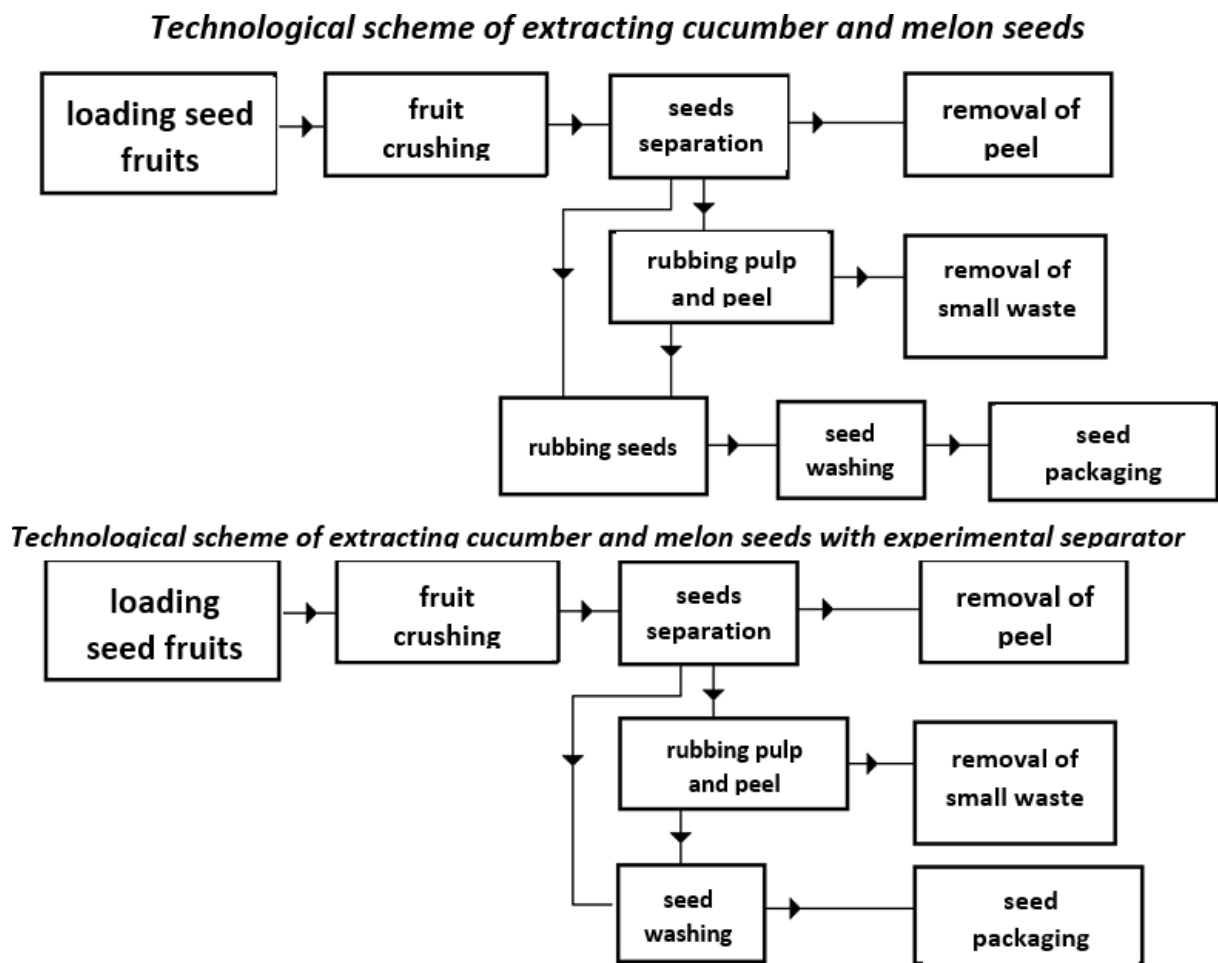 Technological scheme of extracting cucumber and melon seeds
loading seed
fruits
fruit
crushing
seeds
separation
removal of
peel
rubbing pulp
and peel
removal of
small waste
rubbing seeds
seed
washing
seed
packaging
Technological scheme of extracting cucumber and melon seeds with experimental separator
loading
seed fruits
fruit
crushing
seeds
separation
removal of
peel
rubbing pulp
and peel
removal of
small waste
seed
washing
seed
packaging